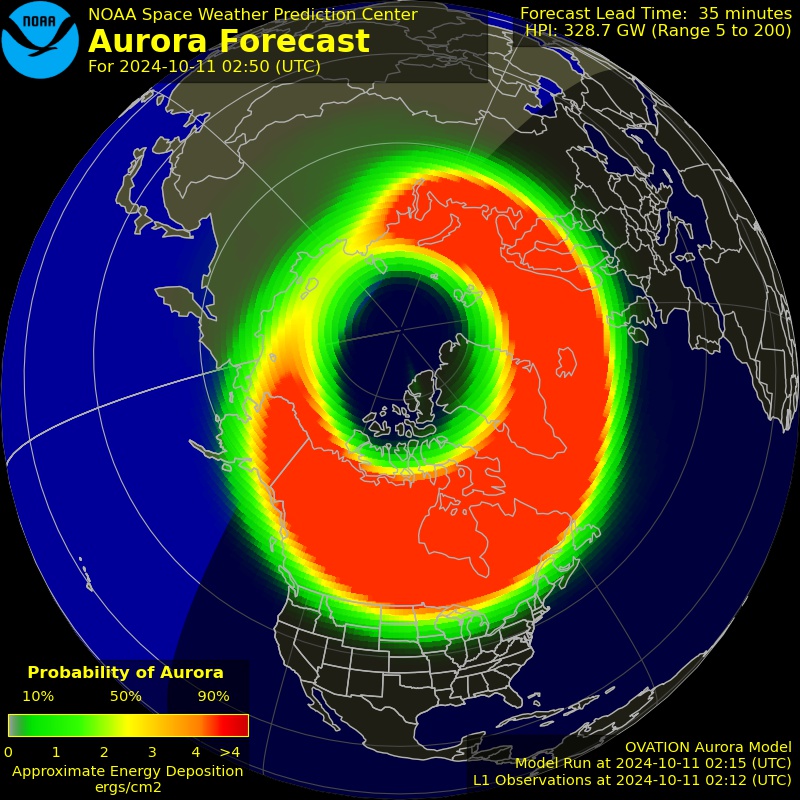 NOAA
NOAA Space Weather Prediction Center
Aurora Forecast
For 2024-10-11 02:50 (UTC)
Forecast Lead Time: 35 minutes
HPI: 328.7 GW (Range 5 to 200)
Probability of Aurora
10% 50% 90%
0 1 2 3 4 >4
Approximate Energy Deposition
ergs/cm2
OVATION Aurora Model
Model Run at 2024-10-11 02:15 (UTC)
L1 Observations at 2024-10-11 02:12 (UTC)